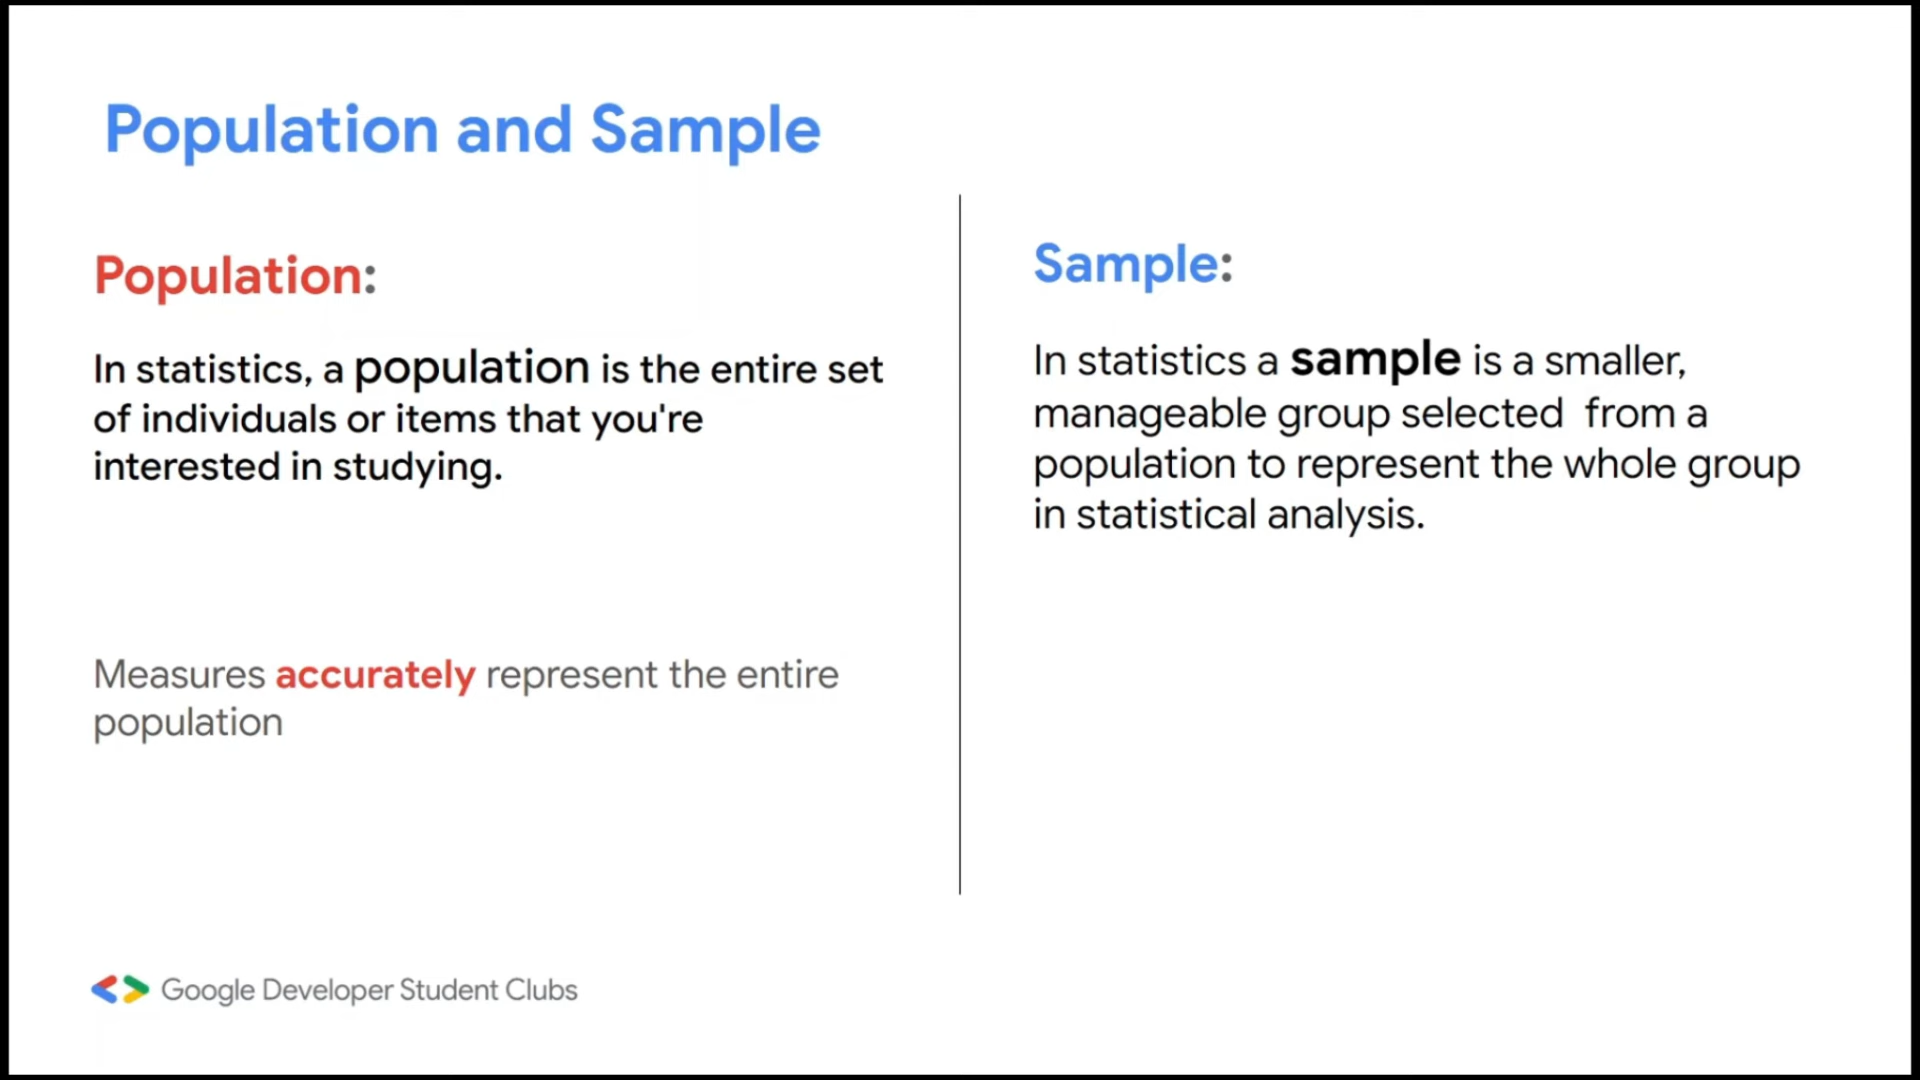 Population and Sample
Population:
In statistics, a population is the entire set
of individuals or items that you're
interested in studying.
Measures accurately represent the entire
population
Sample:
In statistics a sample is a smaller,
manageable group selected  from a
population to represent the whole group
in statistical analysis.
Google Developer Student Clubs